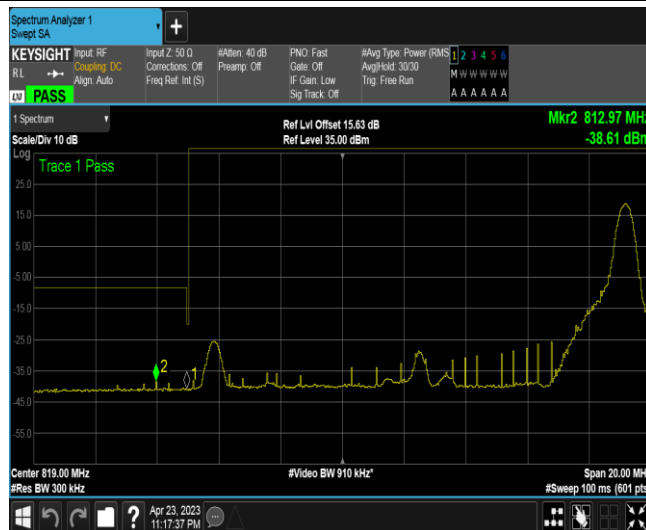 Spectrum Analyzer 1
Swept SA
+
KEYSIGHT
RL
LXI
PASS
Input: RF
Coupling: DC
Align: Auto
Input Z: 50 Ω
Corrections: Off
Freq Ref: Int (S)
#Atten: 40 dB
Preamp: Off
PNO: Fast
Gate: Off
IF Gain: Low
Sig Track: Off
#Avg Type: Power (RMS
Avg|Hold: 30/30
Trig: Free Run
1 2 3 4 5 6
M W W W W W
A A A A A A
1 Spectrum
Scale/Div 10 dB
Ref Lvl Offset 15.63 dB
Ref Level 35.00 dBm
Mkr2 812.97 MHz
-38.61 dBm
Log
Trace 1 Pass
25.0
15.0
5.00
-5.00
-15.0
-25.0
-35.0
-45.0
-55.0
2
1
Center 819.00 MHz
#Video BW 910 kHz*
Span 20.00 MHz
#Res BW 300 kHz
#Sweep 100 ms (601 pts
?
Apr 23, 2023
11:17:37 PM